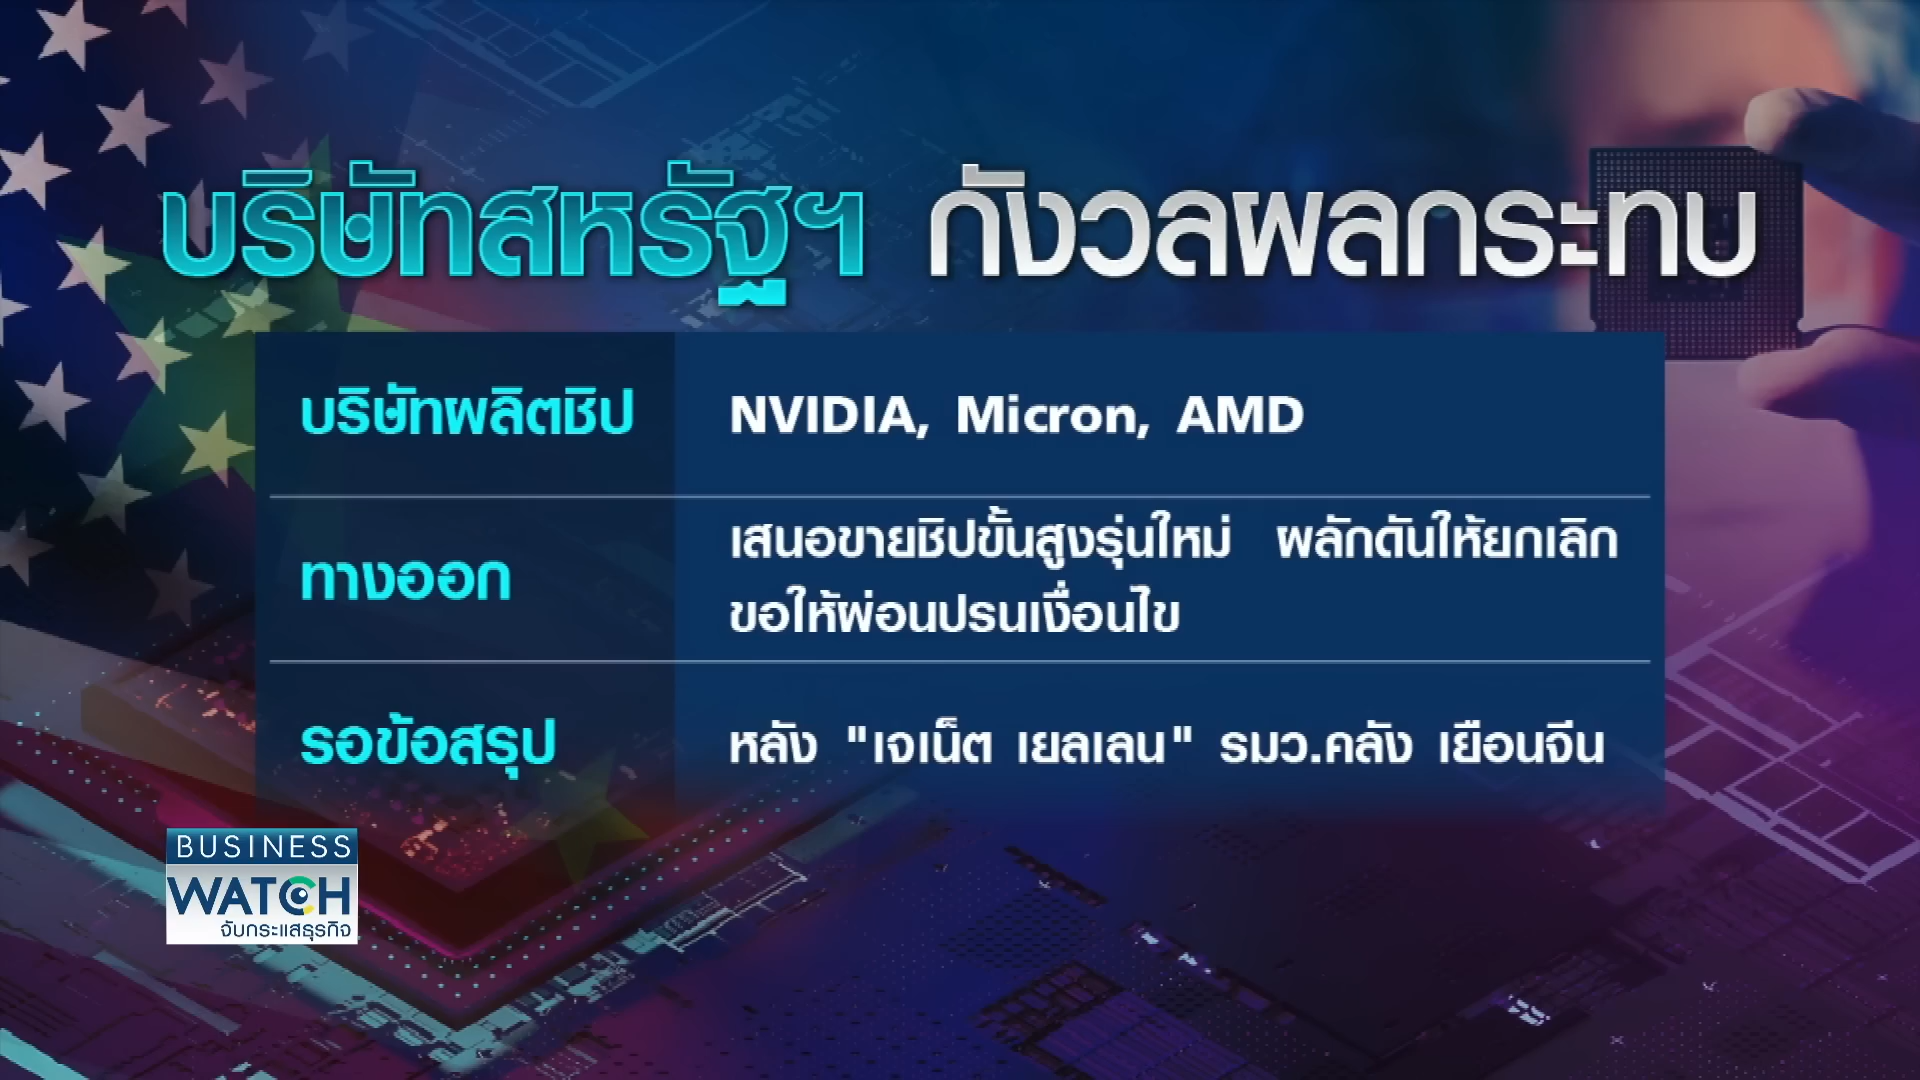 บริษัทสหรัฐฯ กังวลผลกระทบ
บริษัทผลิตชิป NVIDIA, Micron, AMD
ทางออก
เสนอขายชิปขั้นสูงรุ่นใหม่ ผลักดันให้ยกเลิก
ขอให้ผ่อนปรนเงื่อนไข
รอข้อสรุป หลัง "เจเน็ต เยลเลน" รมว.คลัง เยือนจีน
BUSINESS
WATCH
จับกระแสธุรกิจ